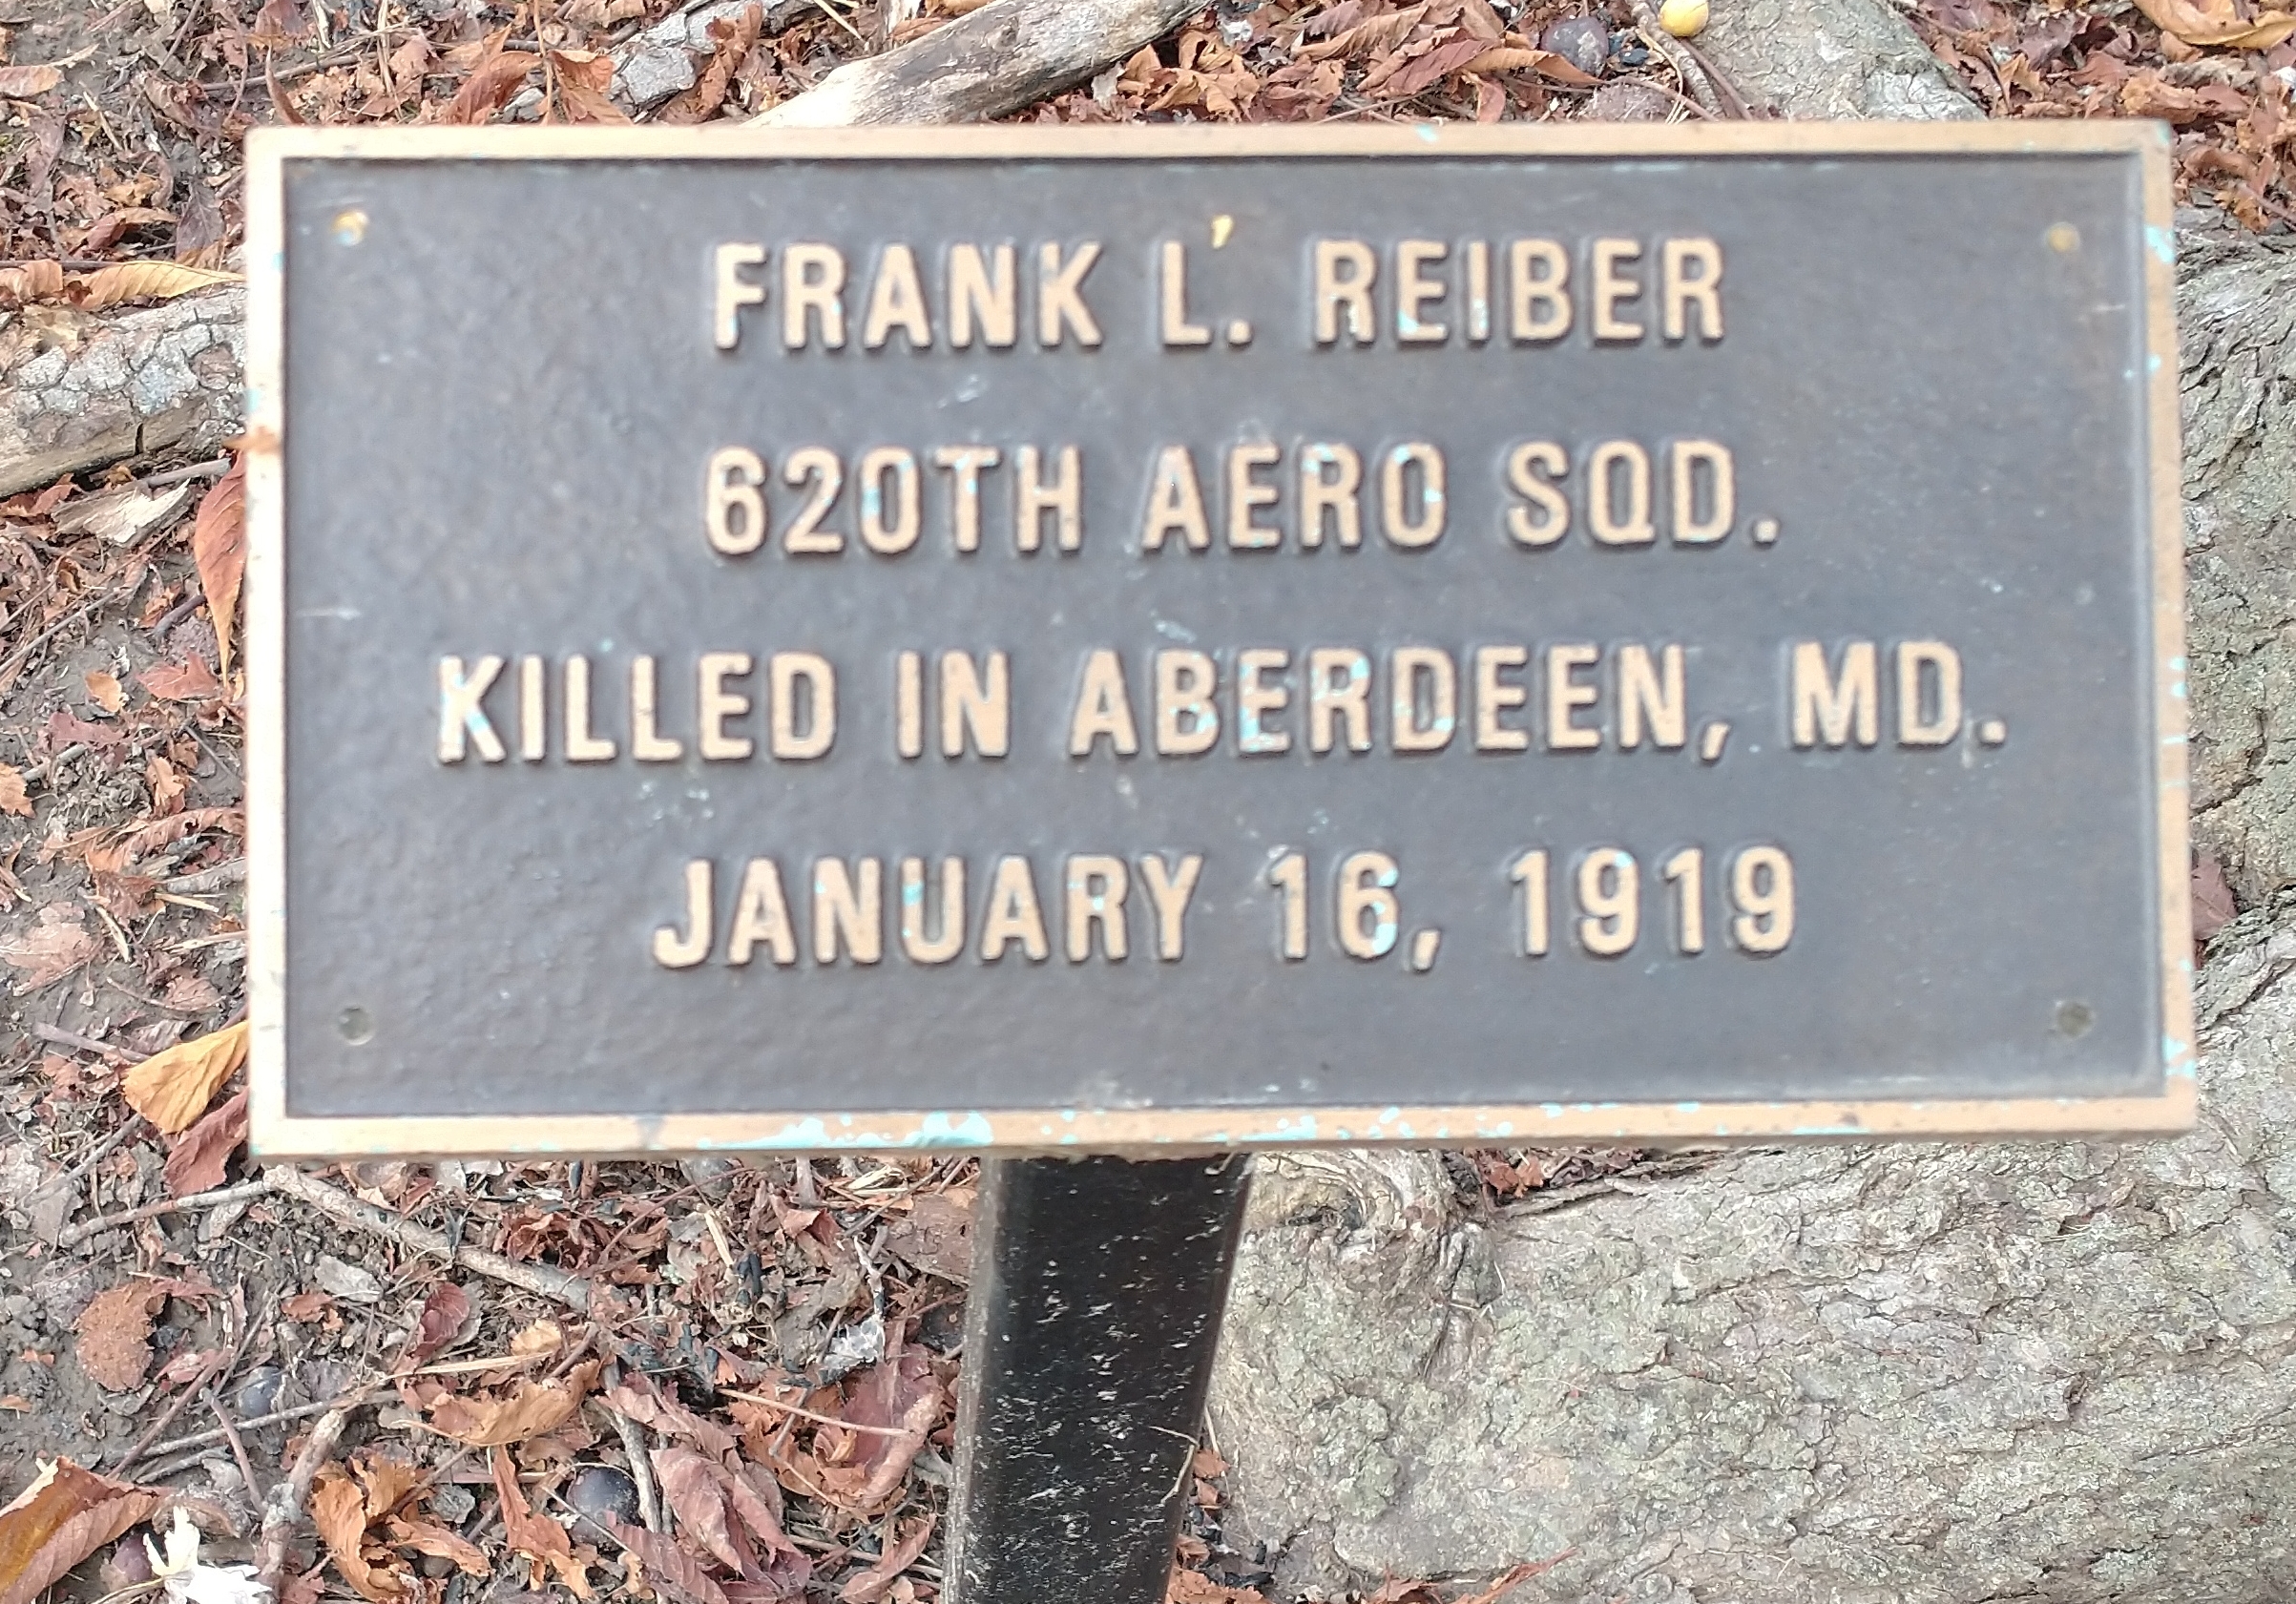 FRANK L. REIBER
620TH AERO SQD.
KILLED IN ABERDEEN, MD.
JANUARY 16, 1919